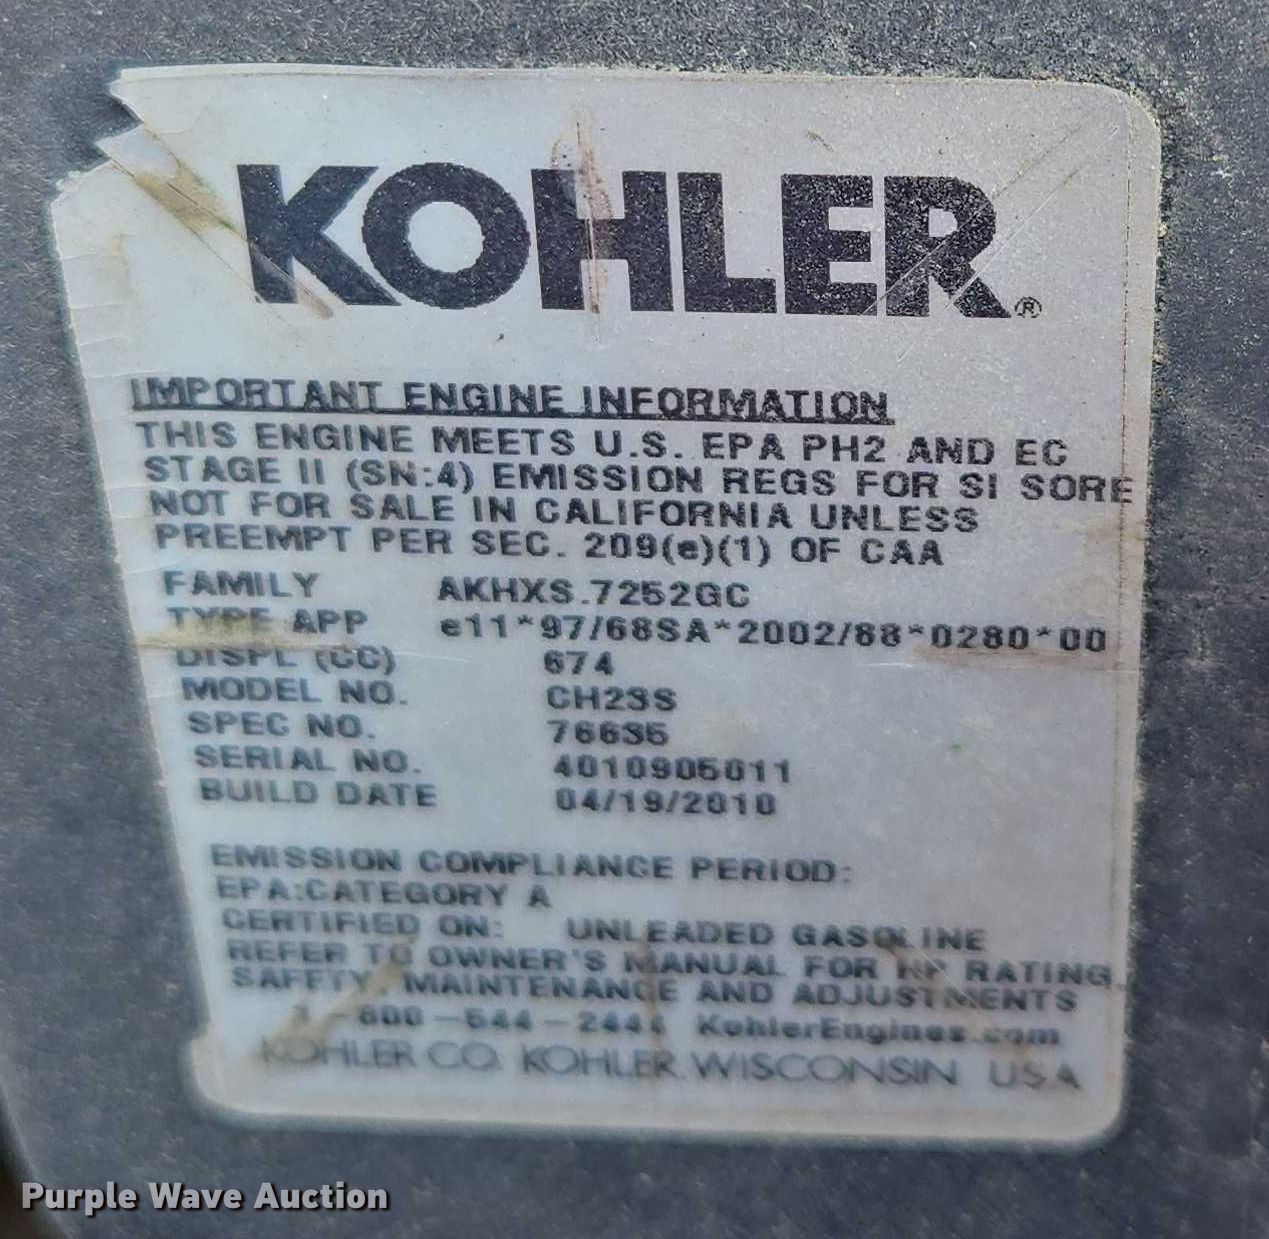 KOHLER®
IMPORTANT ENGINE INFORMATION
THIS ENGINE MEETS U.S. EPA PH2 AND EC
STAGE II (SN:4) EMISSION REGS FOR SI SORE
NOT FOR SALE IN CALIFORNIA UNLESS
PREEMPT PER SEC. 209(e)(1) OF CAA
FAMILY AKHXS.7252GC
TYPE APP e11*97/68SA*2002/88*0280*00
DISPL (CC) 674
MODEL NO. CH23S
SPEC NO. 76635
SERIAL NO. 4010905011
BUILD DATE 04/19/2010
EMISSION COMPLIANCE PERIOD:
EPA:CATEGORY A
CERTIFIED ON: UNLEADED GASOLINE
REFER TO OWNER'S MANUAL FOR HP RATING,
SAFETY, MAINTENANCE AND ADJUSTMENTS
1-800-544-2444 KohlerEngines.com
KOHLER CO. KOHLER, WISCONSIN USA
Purple Wave Auction